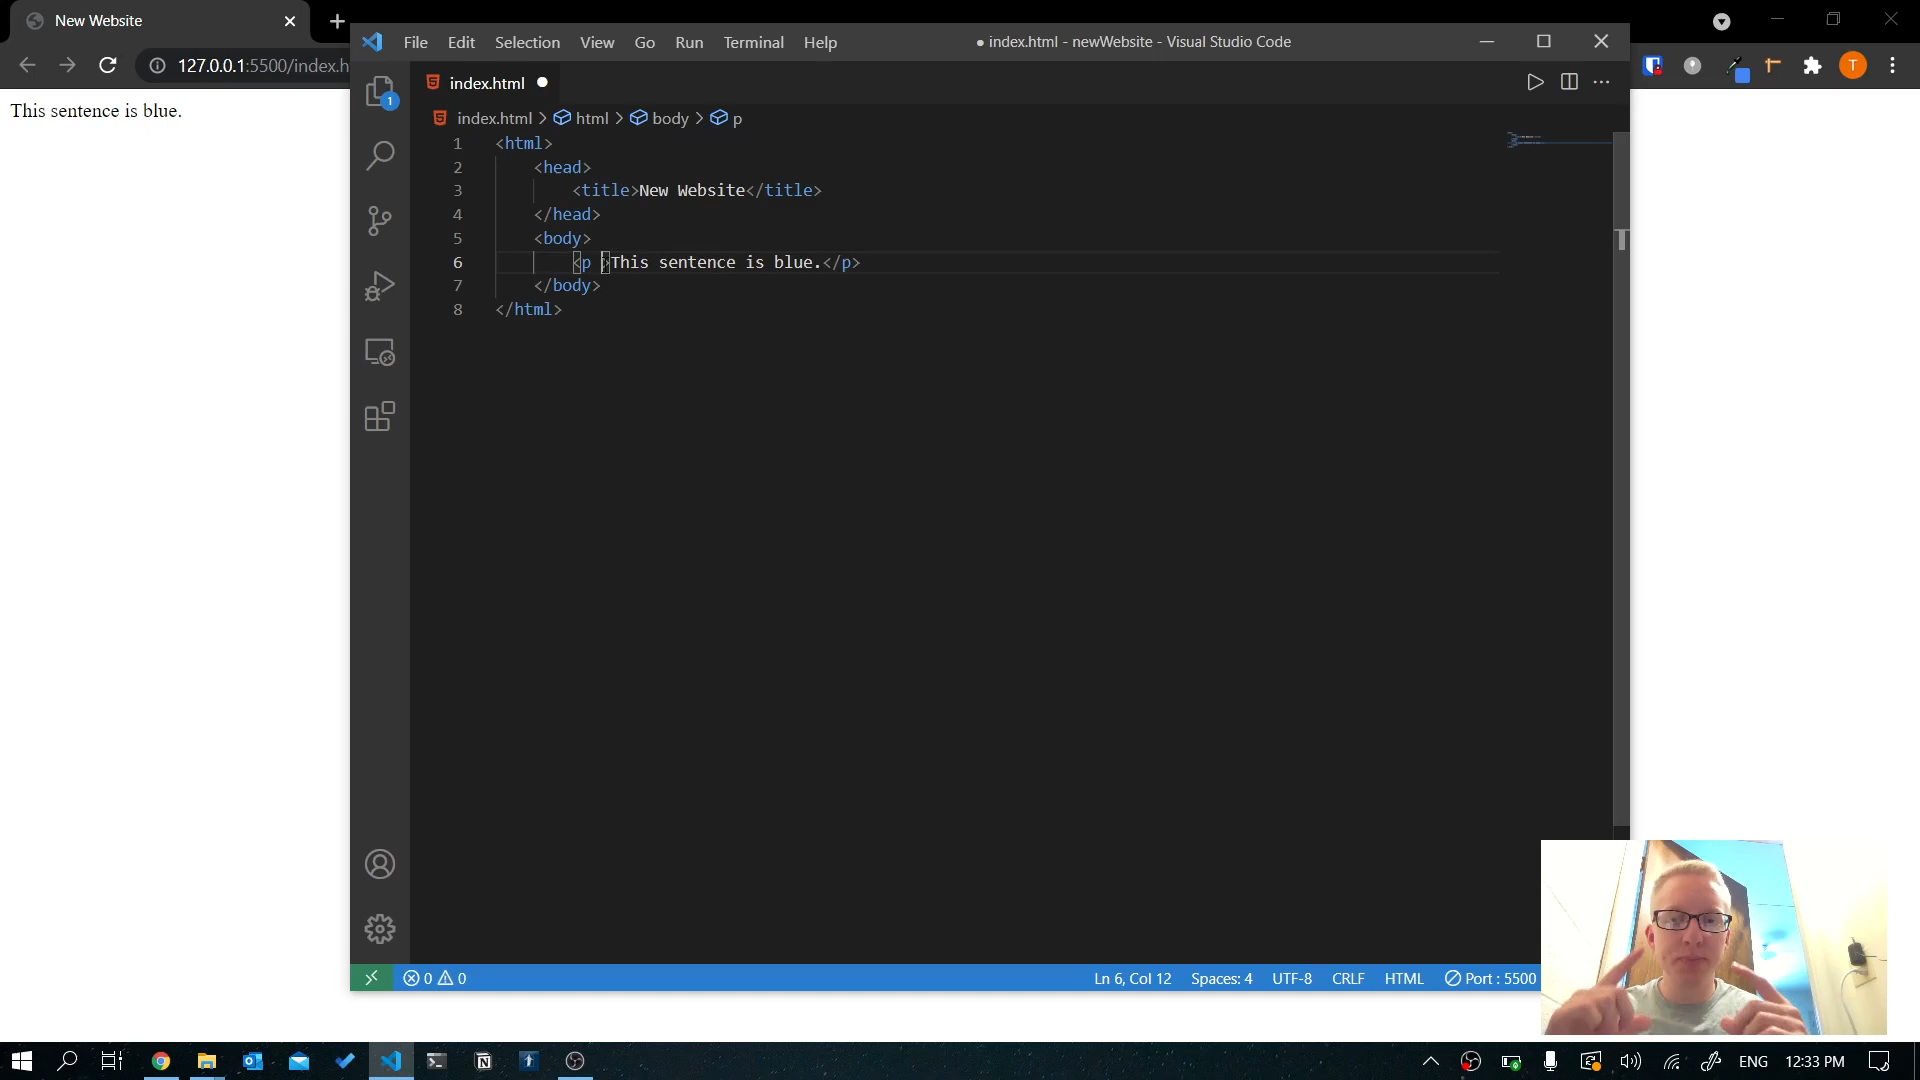 New Website
127.0.0.1:5500/index.h
This sentence is blue.
File Edit Selection View Go Run Terminal Help
● index.html - newWebsite - Visual Studio Code
index.html ●
index.html > html > body > p
1 <html>
2 <head>
3 <title>New Website</title>
4 </head>
5 <body>
6 <p >This sentence is blue.</p>
7 </body>
8 </html>
1
T
0 0
Ln 6, Col 12 Spaces: 4 UTF-8 CRLF HTML Port : 5500
ENG 12:33 PM